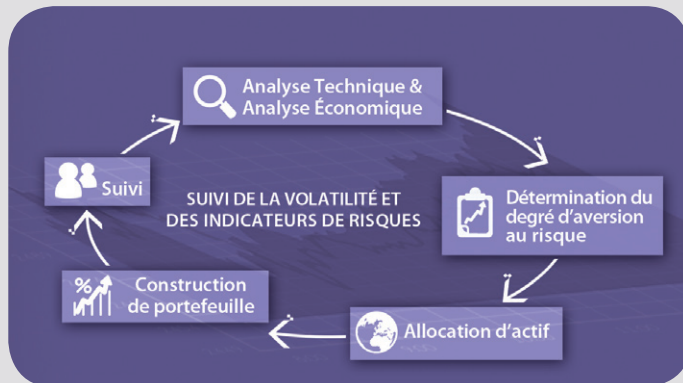 Analyse Technique &
Analyse Économique
Suivi
SUIVI DE LA VOLATILITÉ ET
DES INDICATEURS DE RISQUES
Détermination du
degré d'aversion
au risque
%
Construction
de portefeuille
Allocation d'actif